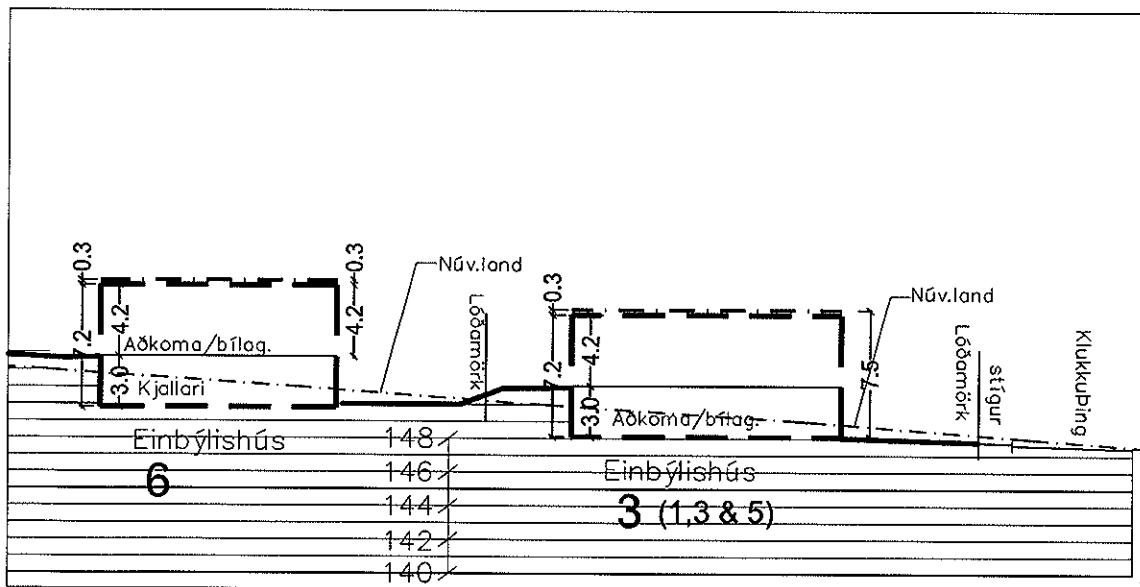 0.3
0.3
7.2
4.2
4.2
Aðkoma/bílag.
3.0
Kjallari
Núv.land
Lóðamörk
0.3
7.2
4.2
3.0
Aðkoma/bílag.
7.5
Núv.land
Lóðamörk
stígur
Klukkuþing
Einbýlishús
6
Einbýlishús
3 (1,3 & 5)
148
146
144
142
140